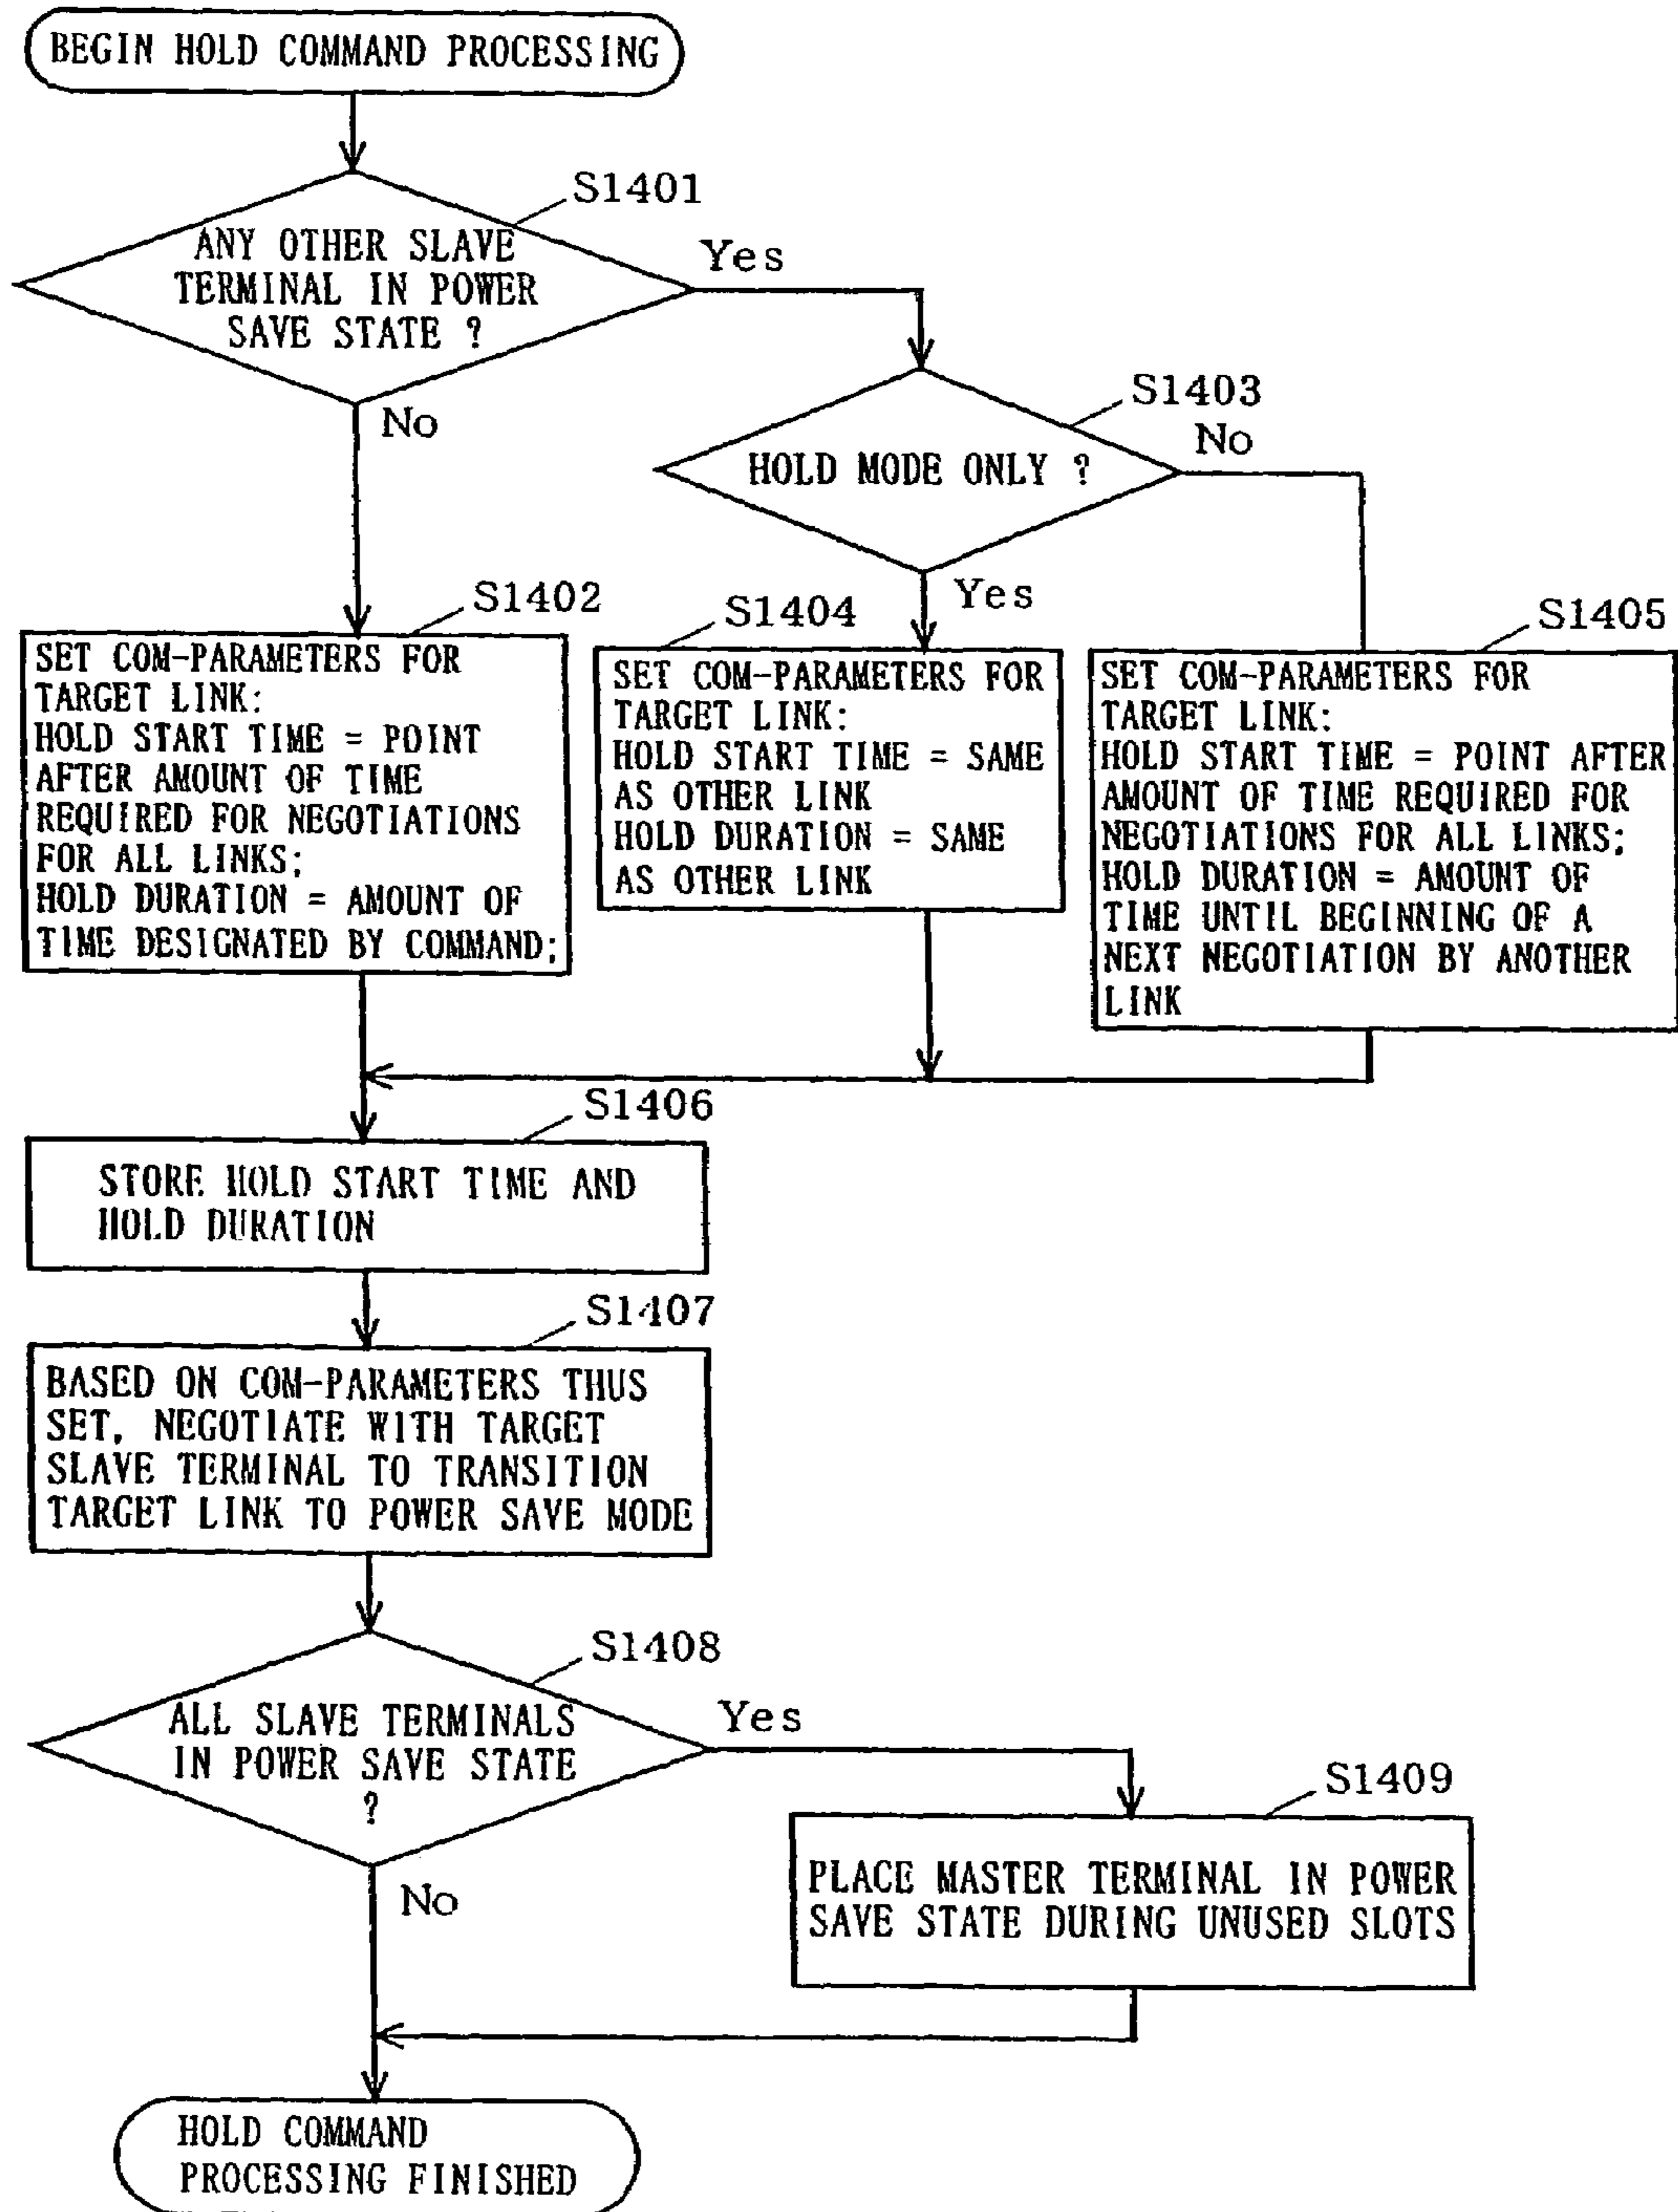 BEGIN HOLD COMMAND PROCESSING
S1401
ANY OTHER SLAVE
TERMINAL IN POWER
SAVE STATE ?
Yes
No
S1403
HOLD MODE ONLY ?
No
Yes
S1402
SET COM-PARAMETERS FOR
TARGET LINK:
HOLD START TIME = POINT
AFTER AMOUNT OF TIME
REQUIRED FOR NEGOTIATIONS
FOR ALL LINKS;
HOLD DURATION = AMOUNT OF
TIME DESIGNATED BY COMMAND;
S1404
SET COM-PARAMETERS FOR
TARGET LINK:
HOLD START TIME = SAME
AS OTHER LINK
HOLD DURATION = SAME
AS OTHER LINK
S1405
SET COM-PARAMETERS FOR
TARGET LINK:
HOLD START TIME = POINT AFTER
AMOUNT OF TIME REQUIRED FOR
NEGOTIATIONS FOR ALL LINKS;
HOLD DURATION = AMOUNT OF
TIME UNTIL BEGINNING OF A
NEXT NEGOTIATION BY ANOTHER
LINK
S1406
STORE HOLD START TIME AND
HOLD DURATION
S1407
BASED ON COM-PARAMETERS THUS
SET, NEGOTIATE WITH TARGET
SLAVE TERMINAL TO TRANSITION
TARGET LINK TO POWER SAVE MODE
S1408
ALL SLAVE TERMINALS
IN POWER SAVE STATE
?
Yes
No
S1409
PLACE MASTER TERMINAL IN POWER
SAVE STATE DURING UNUSED SLOTS
HOLD COMMAND
PROCESSING FINISHED